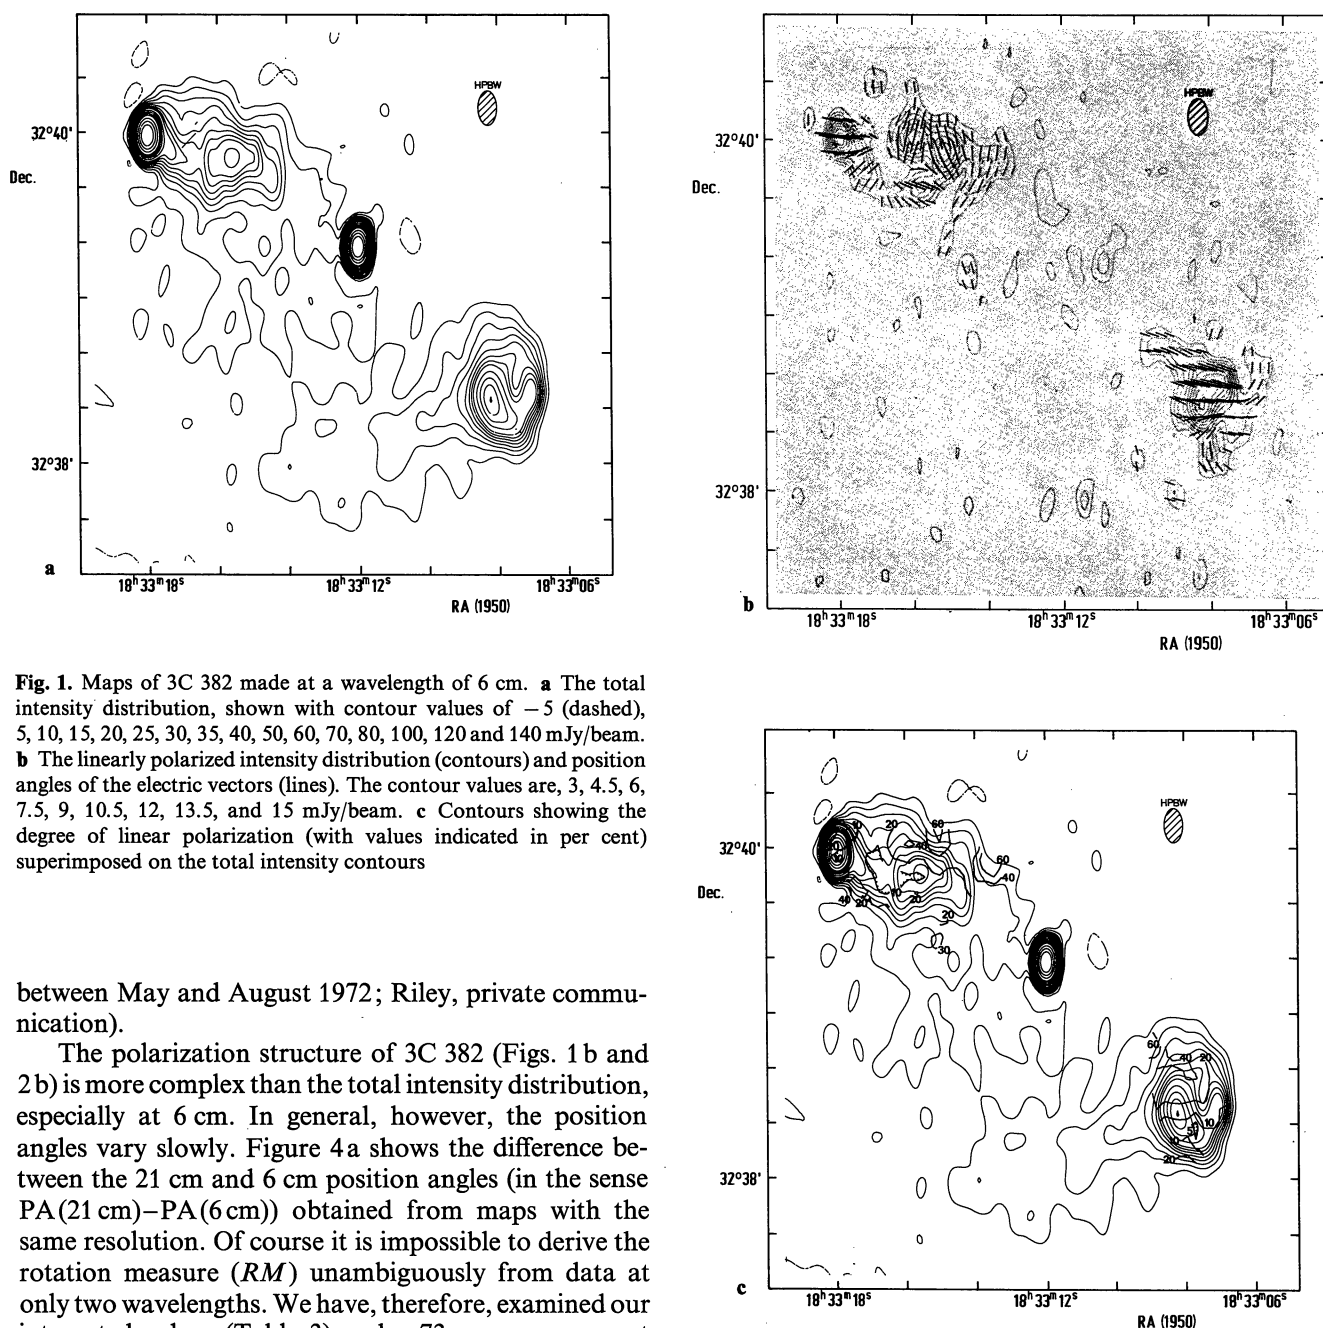 HPBW
32°40'
Dec.
32°38'
a
18ʰ33ᵐ18ˢ
18ʰ33ᵐ12ˢ
18ʰ33ᵐ06ˢ
RA (1950)
HPBW
32°40'
Dec.
32°38'
b
18ʰ33ᵐ18ˢ
18ʰ33ᵐ12ˢ
18ʰ33ᵐ06ˢ
RA (1950)
Fig. 1. Maps of 3C 382 made at a wavelength of 6 cm. a The total
intensity distribution, shown with contour values of −5 (dashed),
5, 10, 15, 20, 25, 30, 35, 40, 50, 60, 70, 80, 100, 120 and 140 mJy/beam.
b The linearly polarized intensity distribution (contours) and position
angles of the electric vectors (lines). The contour values are, 3, 4.5, 6,
7.5, 9, 10.5, 12, 13.5, and 15 mJy/beam. c Contours showing the
degree of linear polarization (with values indicated in per cent)
superimposed on the total intensity contours
between May and August 1972; Riley, private commu-
nication).
The polarization structure of 3C 382 (Figs. 1b and
2b) is more complex than the total intensity distribution,
especially at 6 cm. In general, however, the position
angles vary slowly. Figure 4a shows the difference be-
tween the 21 cm and 6 cm position angles (in the sense
PA(21 cm)−PA(6 cm)) obtained from maps with the
same resolution. Of course it is impossible to derive the
rotation measure (RM) unambiguously from data at
only two wavelengths. We have, therefore, examined our
HPBW
32°40'
Dec.
32°38'
10
20
60
40
60
40
10
40
20
20
20
30
60
40
20
10
10
20
c
18ʰ33ᵐ18ˢ
18ʰ33ᵐ12ˢ
18ʰ33ᵐ06ˢ
RA (1950)